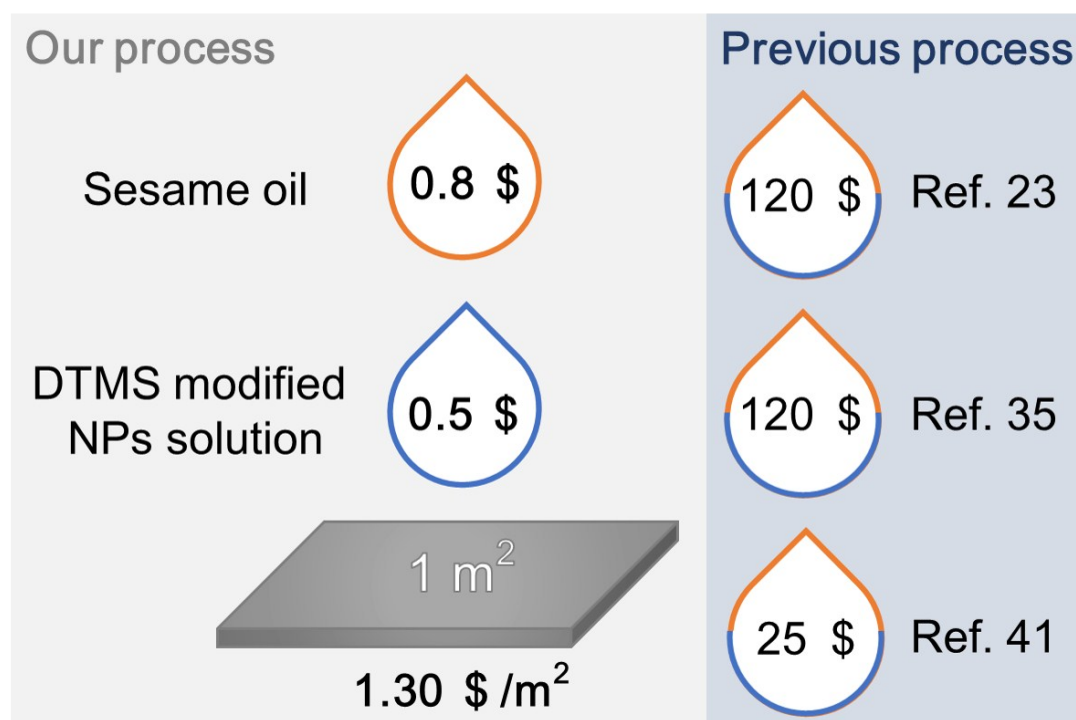 Our process
Sesame oil
0.8 $
DTMS modified
NPs solution
0.5 $
1 m²
1.30 $ /m²
Previous process
120 $ Ref. 23
120 $ Ref. 35
25 $ Ref. 41